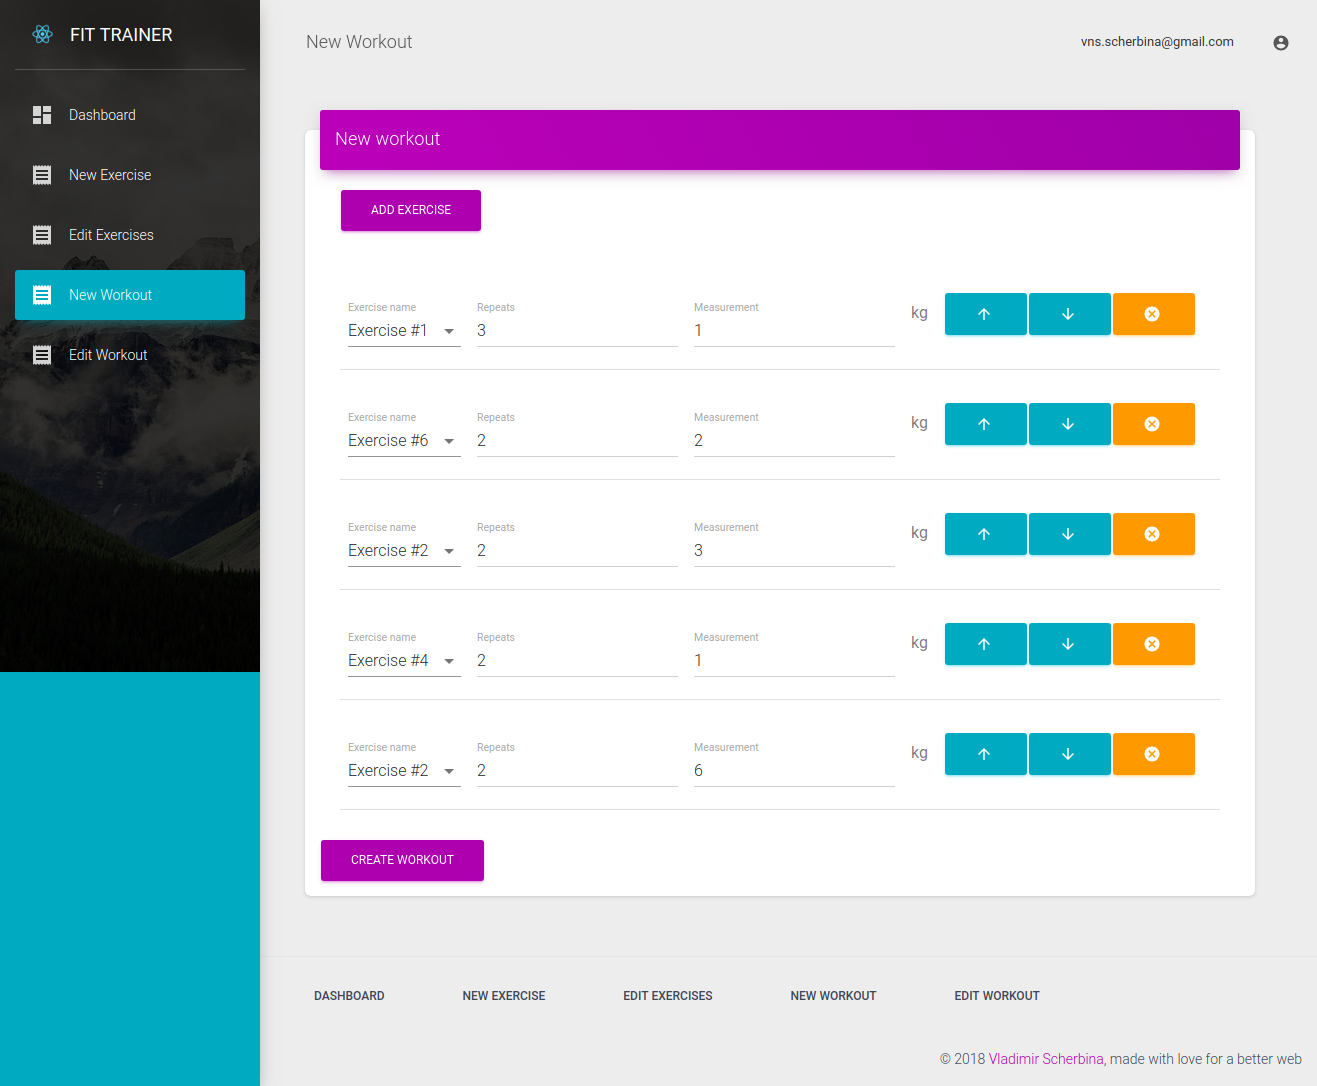 FIT TRAINER
Dashboard
New Exercise
Edit Exercises
New Workout
Edit Workout
New Workout
vns.scherbina@gmail.com
New workout
ADD EXERCISE
Exercise name Repeats Measurement
Exercise #1 3 1 kg
Exercise name Repeats Measurement
Exercise #6 2 2 kg
Exercise name Repeats Measurement
Exercise #2 2 3 kg
Exercise name Repeats Measurement
Exercise #4 2 1 kg
Exercise name Repeats Measurement
Exercise #2 2 6 kg
CREATE WORKOUT
DASHBOARD NEW EXERCISE EDIT EXERCISES NEW WORKOUT EDIT WORKOUT
© 2018 Vladimir Scherbina, made with love for a better web